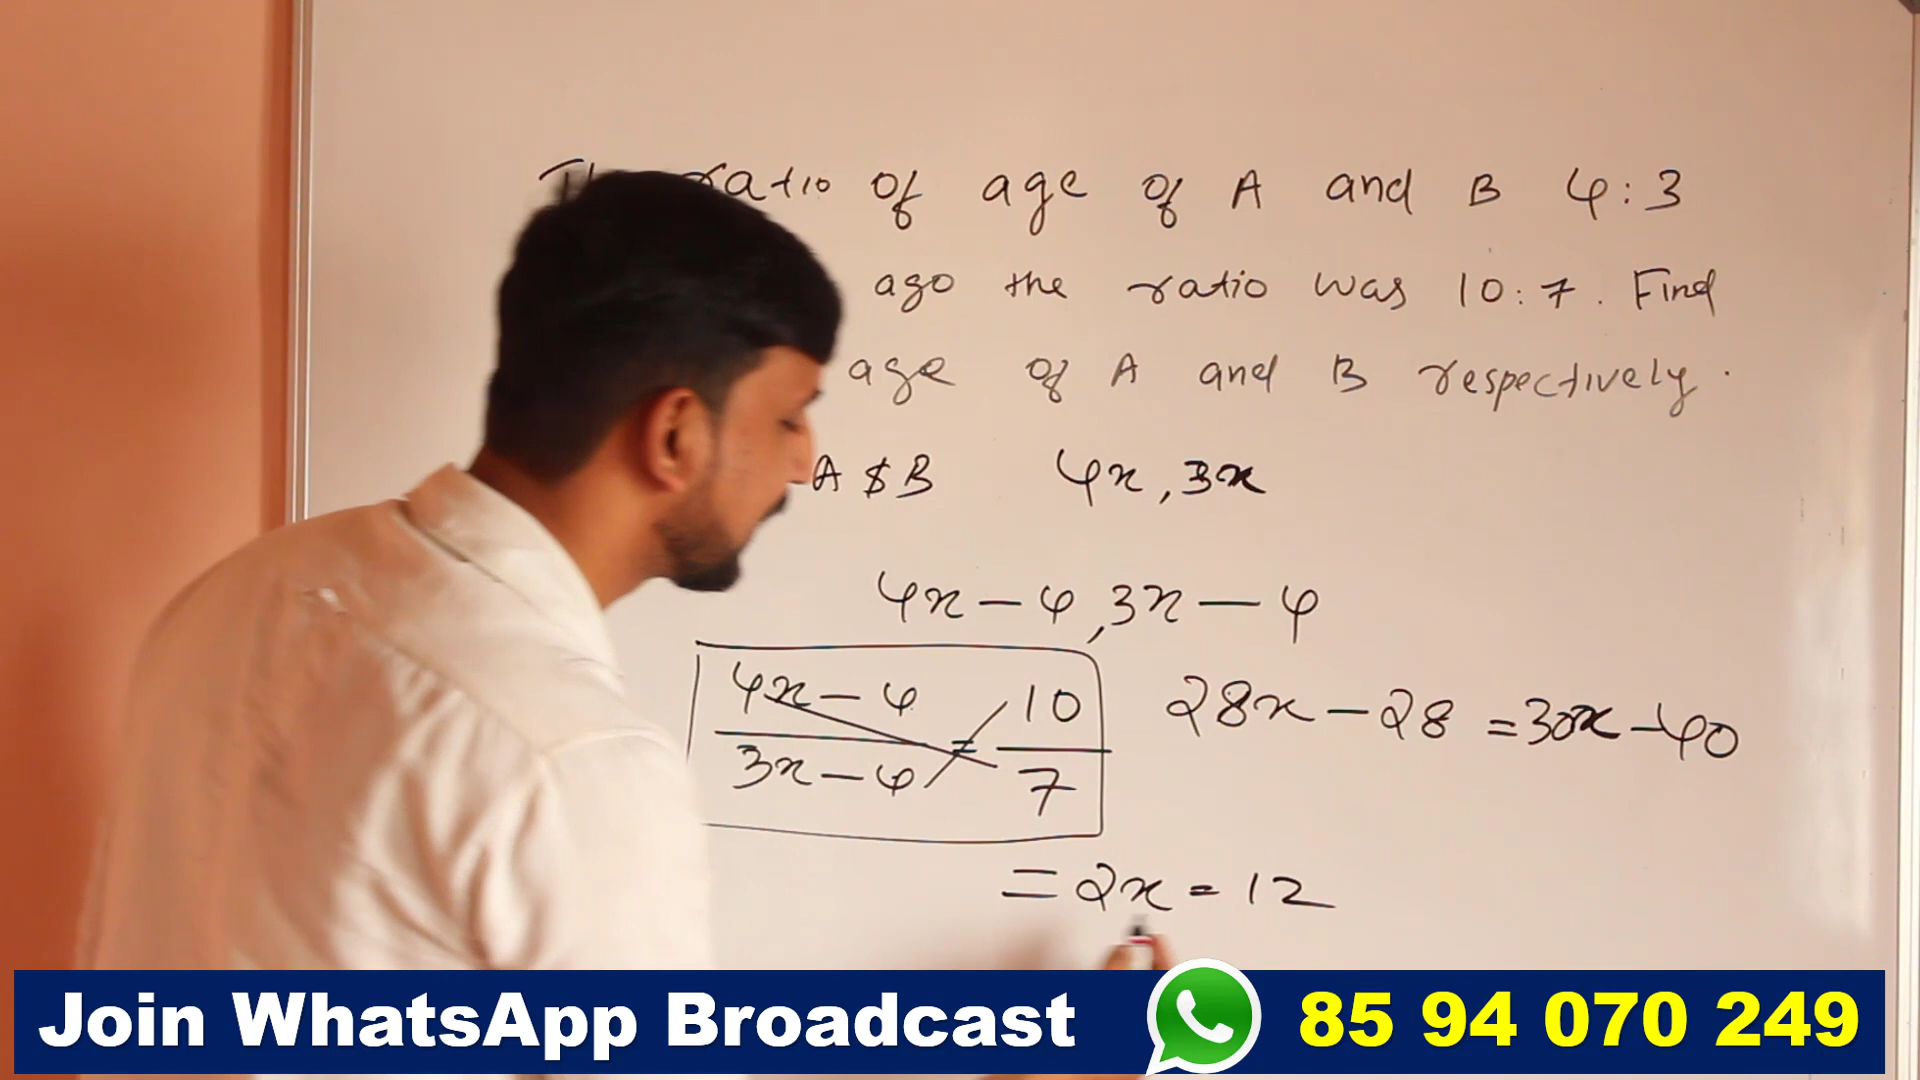 ratio of age of A and B 4:3
ago the ratio was 10:7. Find
age of A and B respectively.
A $ B 4x, 3x
4x - 4, 3x - 4
4x - 4 / 3x - 4 = 10 / 7
28x - 28 = 30x - 40
= 2x = 12
Join WhatsApp Broadcast 85 94 070 249